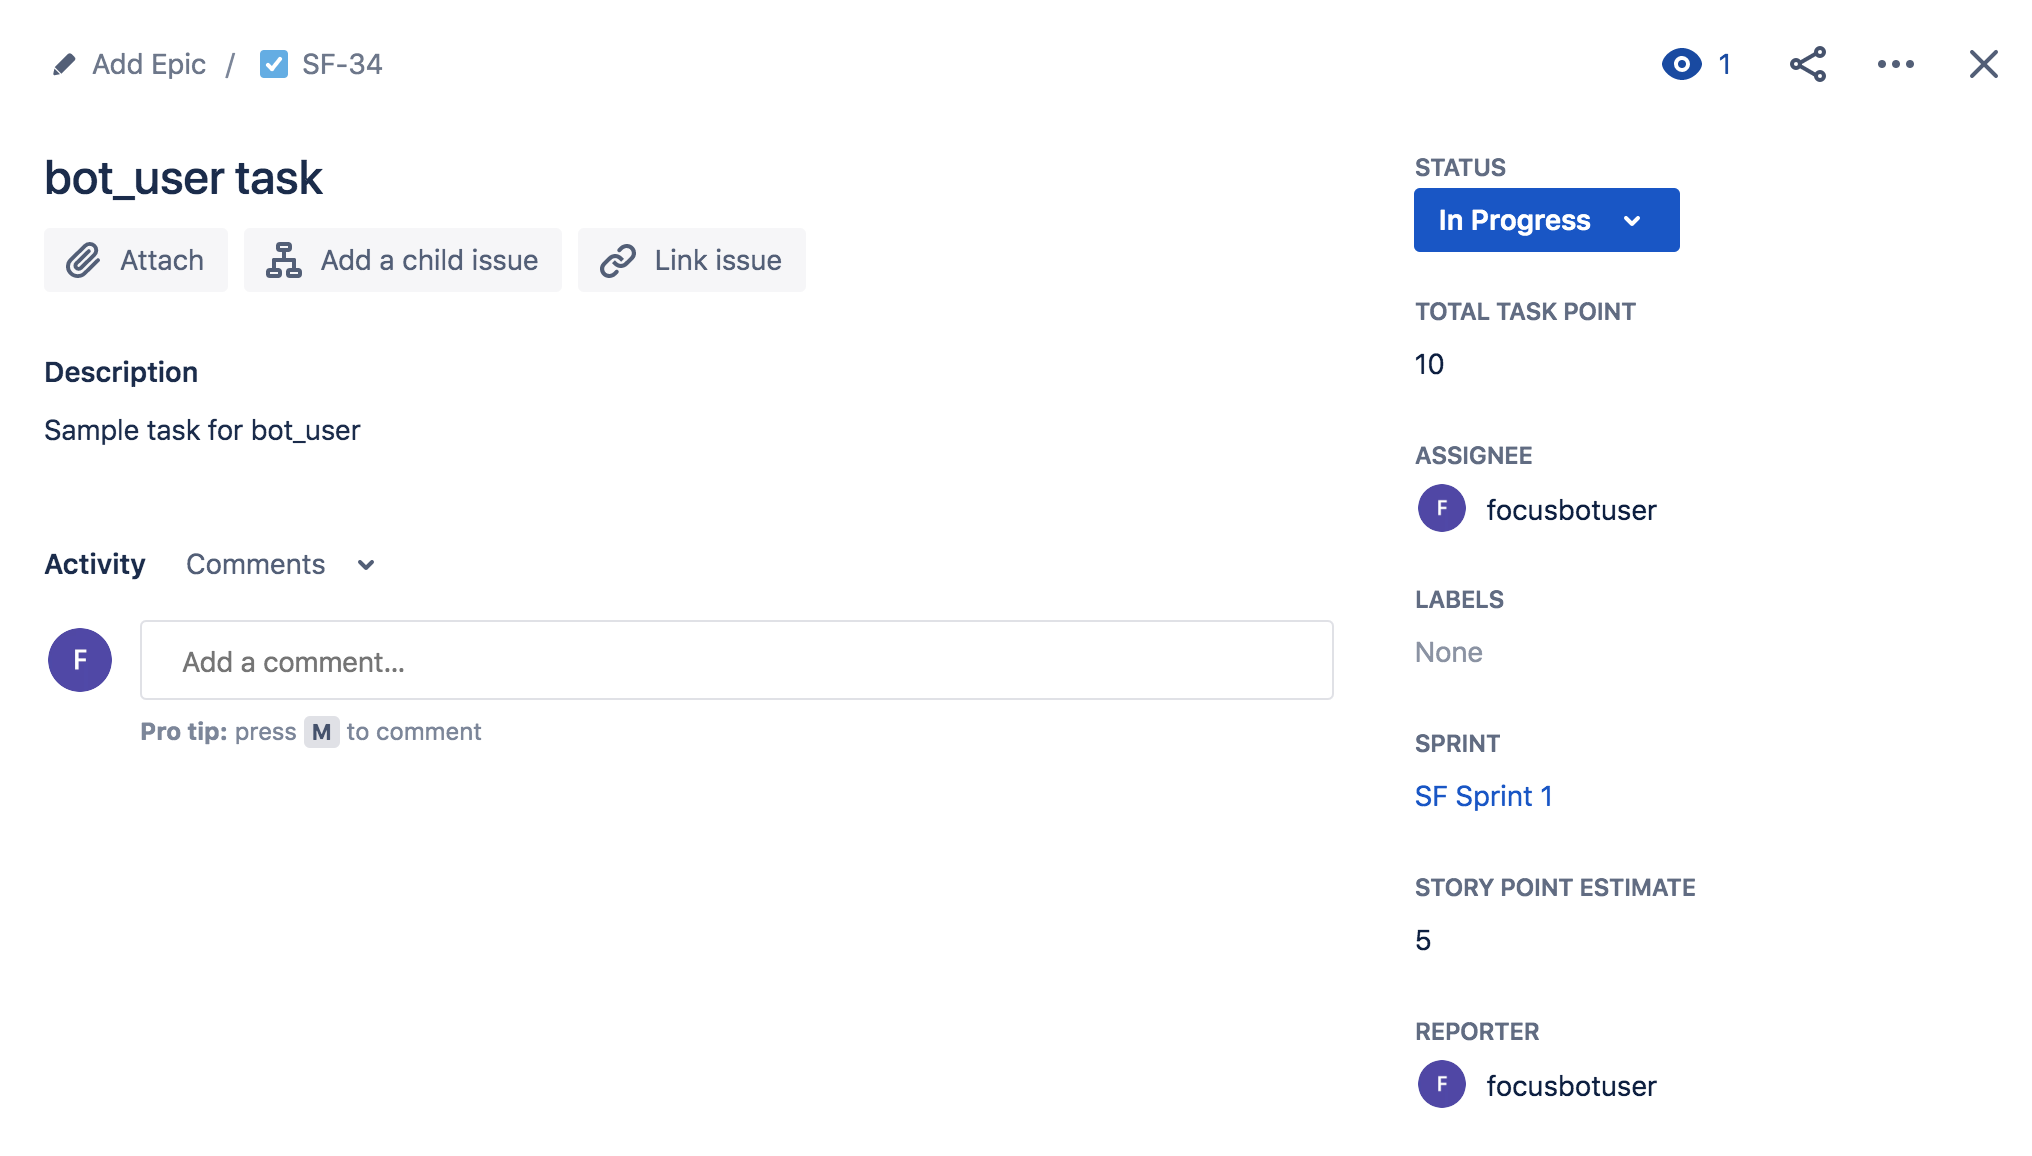 Add Epic / SF-34
1
bot_user task
Attach
Add a child issue
Link issue
Description
Sample task for bot_user
Activity
Comments
F
Add a comment...
Pro tip: press M to comment
STATUS
In Progress
TOTAL TASK POINT
10
ASSIGNEE
F focusbotuser
LABELS
None
SPRINT
SF Sprint 1
STORY POINT ESTIMATE
5
REPORTER
F focusbotuser